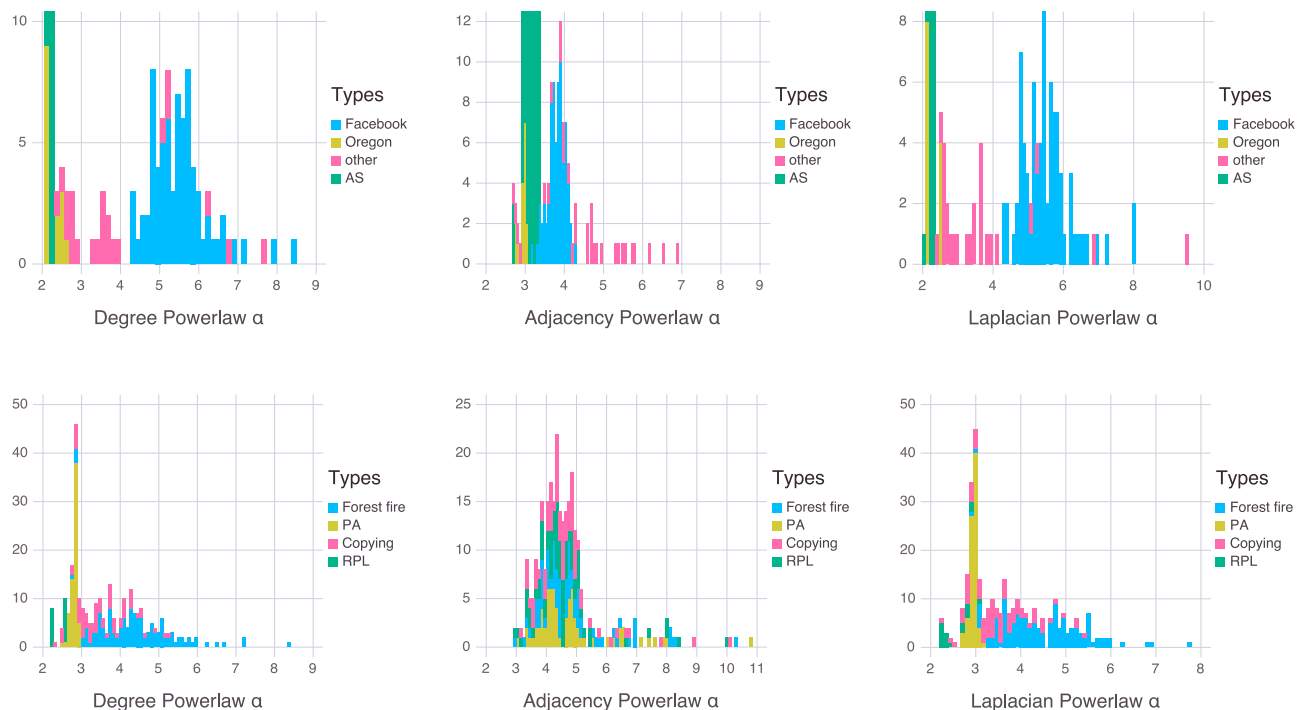 10
5
0
2 3 4 5 6 7 8 9
Degree Powerlaw α
Types
Facebook
Oregon
other
AS
12
10
8
6
4
2
0
2 3 4 5 6 7 8 9
Adjacency Powerlaw α
Types
Facebook
Oregon
other
AS
8
6
4
2
0
2 4 6 8 10
Laplacian Powerlaw α
Types
Facebook
Oregon
other
AS
50
40
30
20
10
0
2 3 4 5 6 7 8 9
Degree Powerlaw α
Types
Forest fire
PA
Copying
RPL
25
20
15
10
5
0
2 3 4 5 6 7 8 9 10 11
Adjacency Powerlaw α
Types
Forest fire
PA
Copying
RPL
50
40
30
20
10
0
2 3 4 5 6 7 8
Laplacian Powerlaw α
Types
Forest fire
PA
Copying
RPL